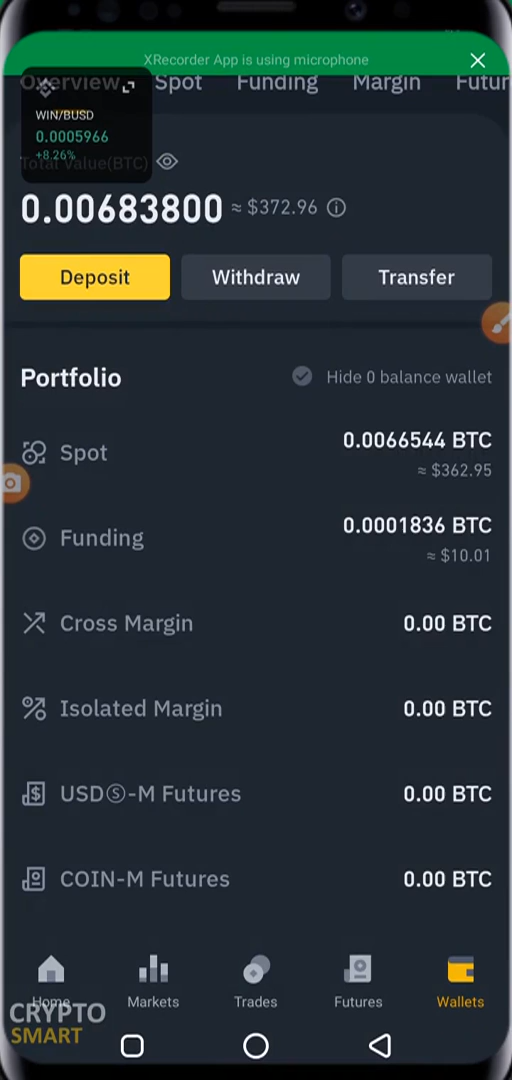 XRecorder App is using microphone
Overview Spot Funding Margin Futur
WIN/BUSD
0.0005966
+8.26%
Total Value(BTC)
0.00683800 ≈ $372.96
Deposit Withdraw Transfer
Portfolio Hide 0 balance wallet
Spot 0.0066544 BTC
≈ $362.95
Funding 0.0001836 BTC
≈ $10.01
Cross Margin 0.00 BTC
Isolated Margin 0.00 BTC
USDⓈ-M Futures 0.00 BTC
COIN-M Futures 0.00 BTC
Home Markets Trades Futures Wallets
CRYPTO
SMART